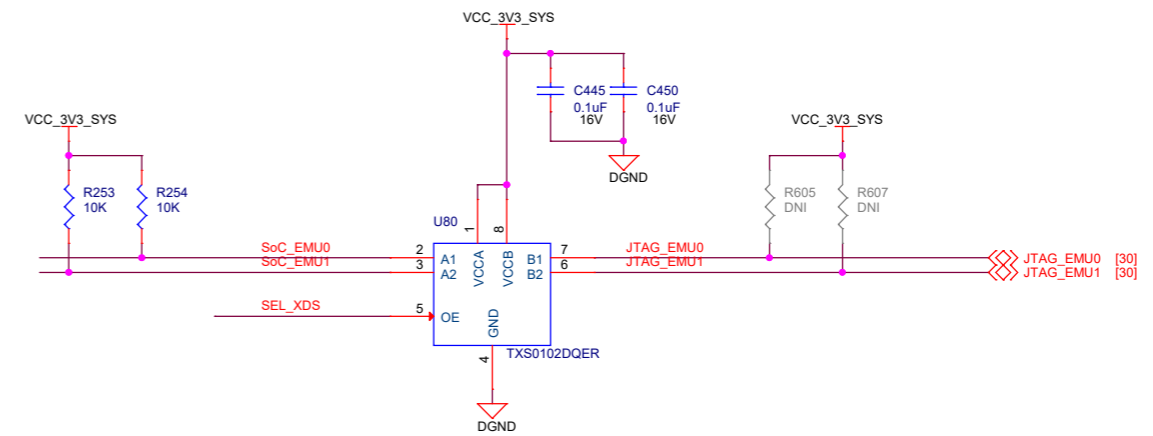 VCC_3V3_SYS
C445
0.1uF
16V
C450
0.1uF
16V
DGND
VCC_3V3_SYS
R253
10K
R254
10K
VCC_3V3_SYS
R605
DNI
R607
DNI
U80
1
8
SoC_EMU0
2
A1
VCCA
VCCB
B1
7
JTAG_EMU0
JTAG_EMU0 [30]
SoC_EMU1
3
A2
B2
6
JTAG_EMU1
JTAG_EMU1 [30]
SEL_XDS
5
OE
GND
4
TXS0102DQER
DGND